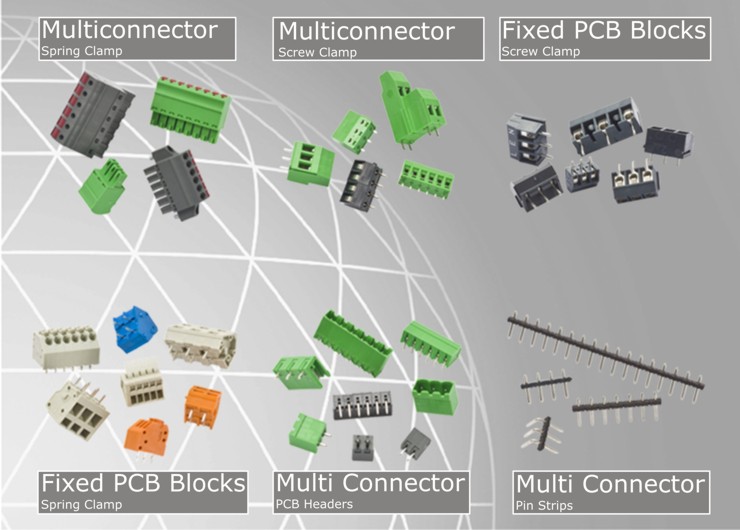 Multiconnector
Spring Clamp
Multiconnector
Screw Clamp
Fixed PCB Blocks
Screw Clamp
Fixed PCB Blocks
Spring Clamp
Multi Connector
PCB Headers
Multi Connector
Pin Strips